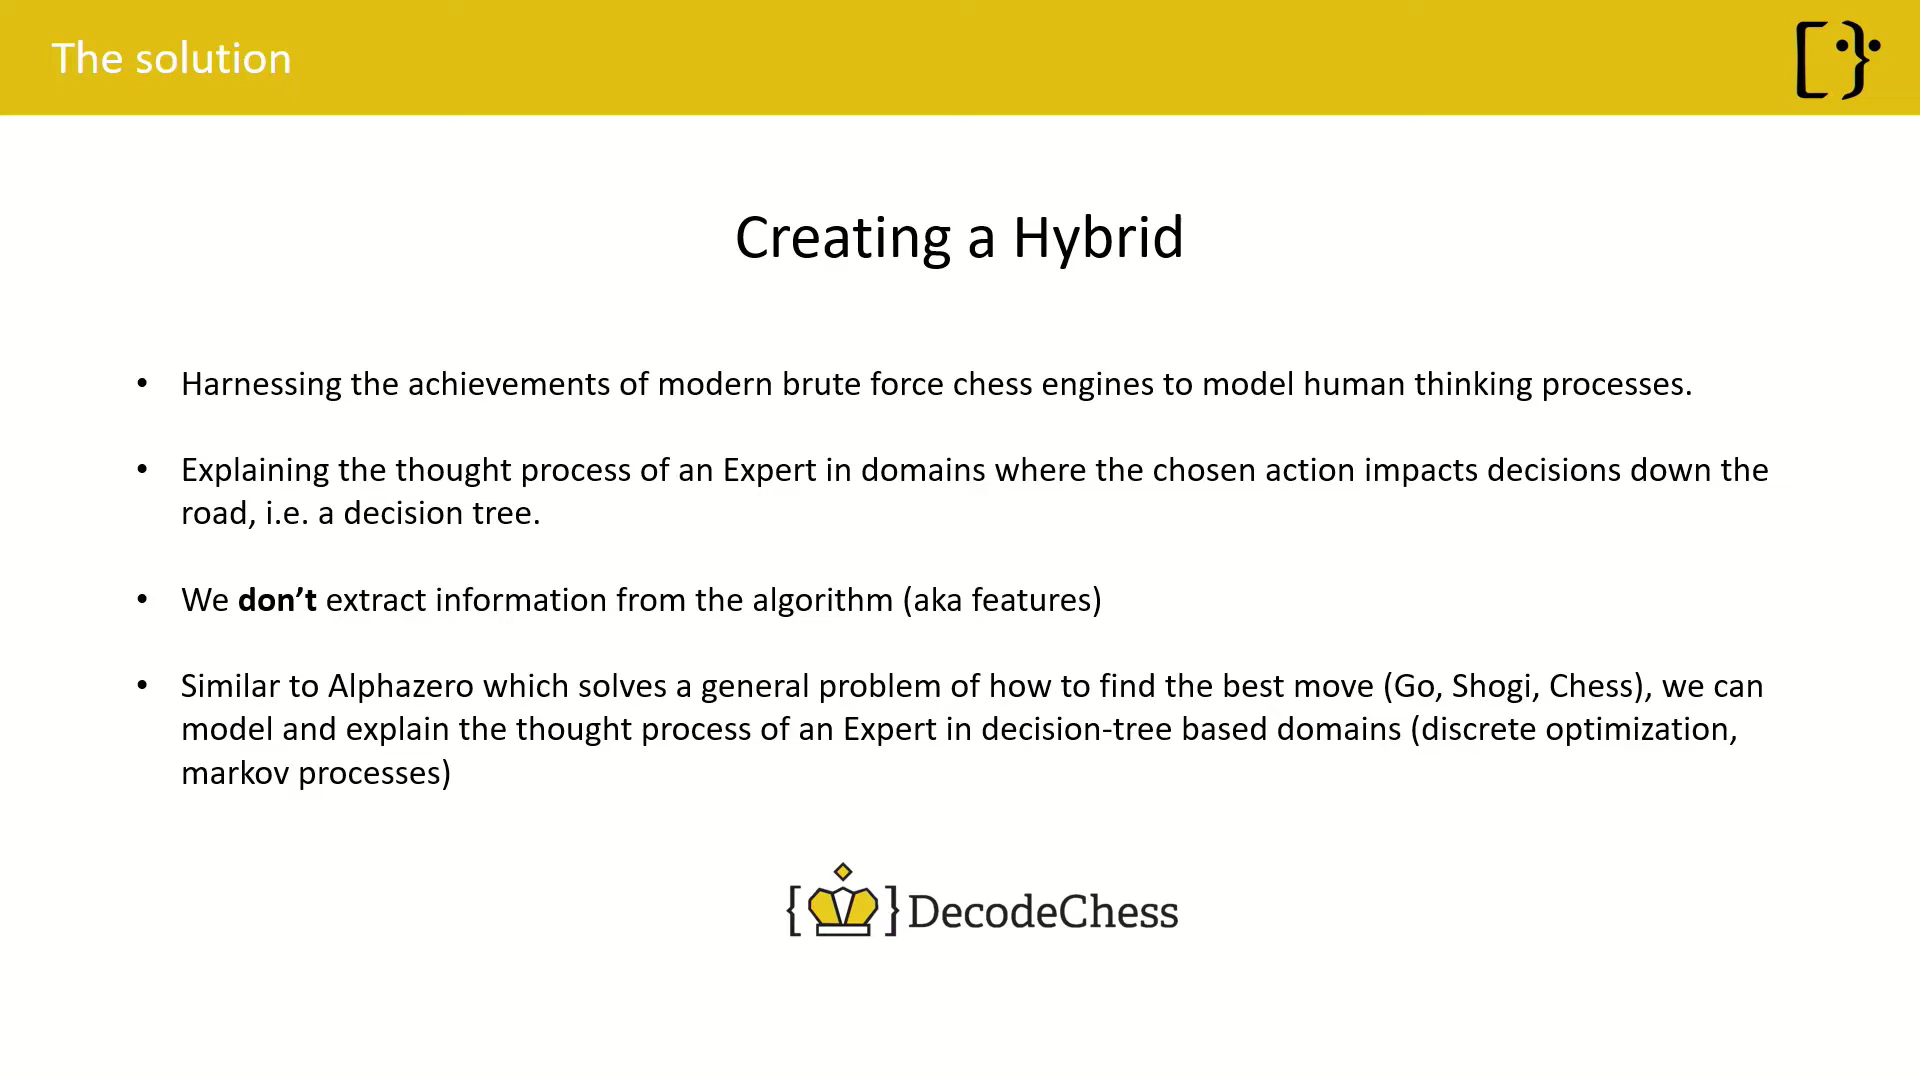 The solution
Creating a Hybrid
• Harnessing the achievements of modern brute force chess engines to model human thinking processes.
• Explaining the thought process of an Expert in domains where the chosen action impacts decisions down the
road, i.e. a decision tree.
• We don’t extract information from the algorithm (aka features)
• Similar to Alphazero which solves a general problem of how to find the best move (Go, Shogi, Chess), we can
model and explain the thought process of an Expert in decision-tree based domains (discrete optimization,
markov processes)
DecodeChess